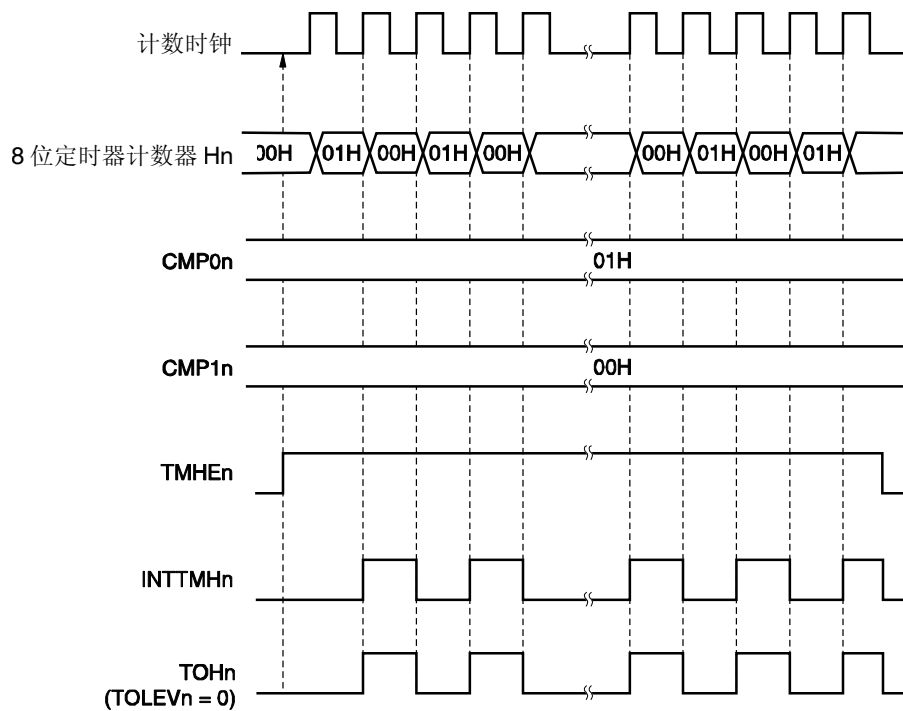 计数时钟
8 位定时器计数器 Hn 00H 01H 00H 01H 00H 00H 01H 00H 01H
CMP0n 01H
CMP1n 00H
TMHEn
INTTMHn
TOHn
(TOLEVn = 0)